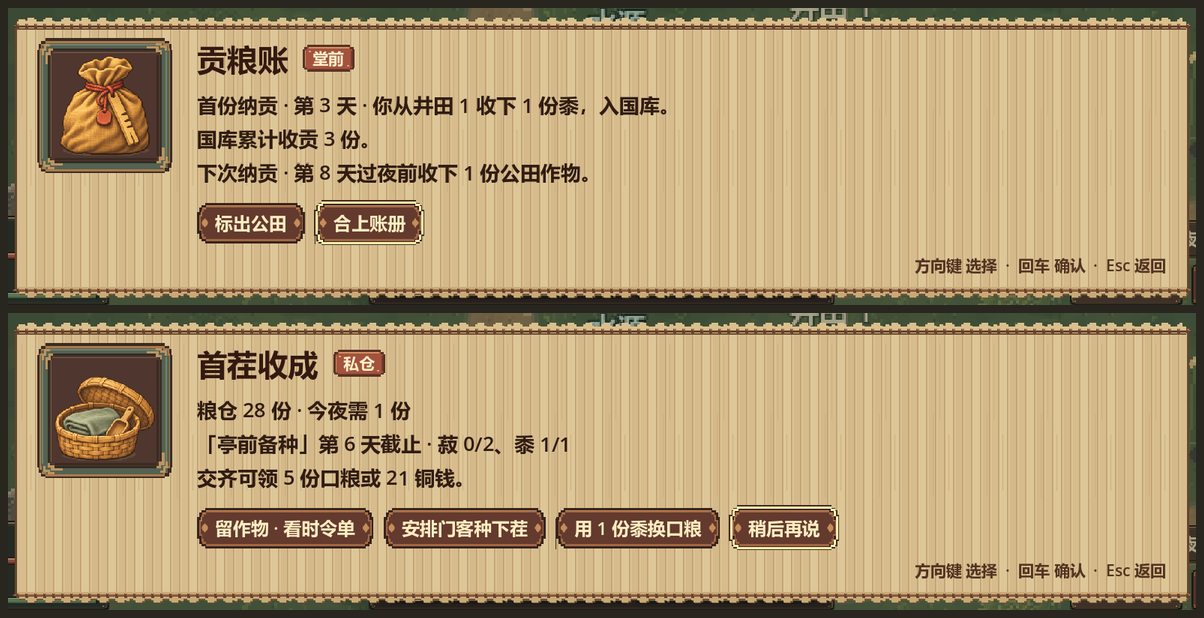 贡粮账 堂前
首份纳贡 · 第 3 天 · 你从井田 1 收下 1 份黍，入国库。
国库累计收贡 3 份。
下次纳贡 · 第 8 天过夜前收下 1 份公田作物。
标出公田 合上账册
方向键 选择 · 回车 确认 · Esc 返回
首茬收成 私仓
粮仓 28 份 · 今夜需 1 份
「亭前备种」第 6 天截止 · 菽 0/2、黍 1/1
交齐可领 5 份口粮或 21 铜钱。
留作物 · 看时令单 安排门客种下茬 用 1 份黍换口粮 稍后再说
方向键 选择 · 回车 确认 · Esc 返回